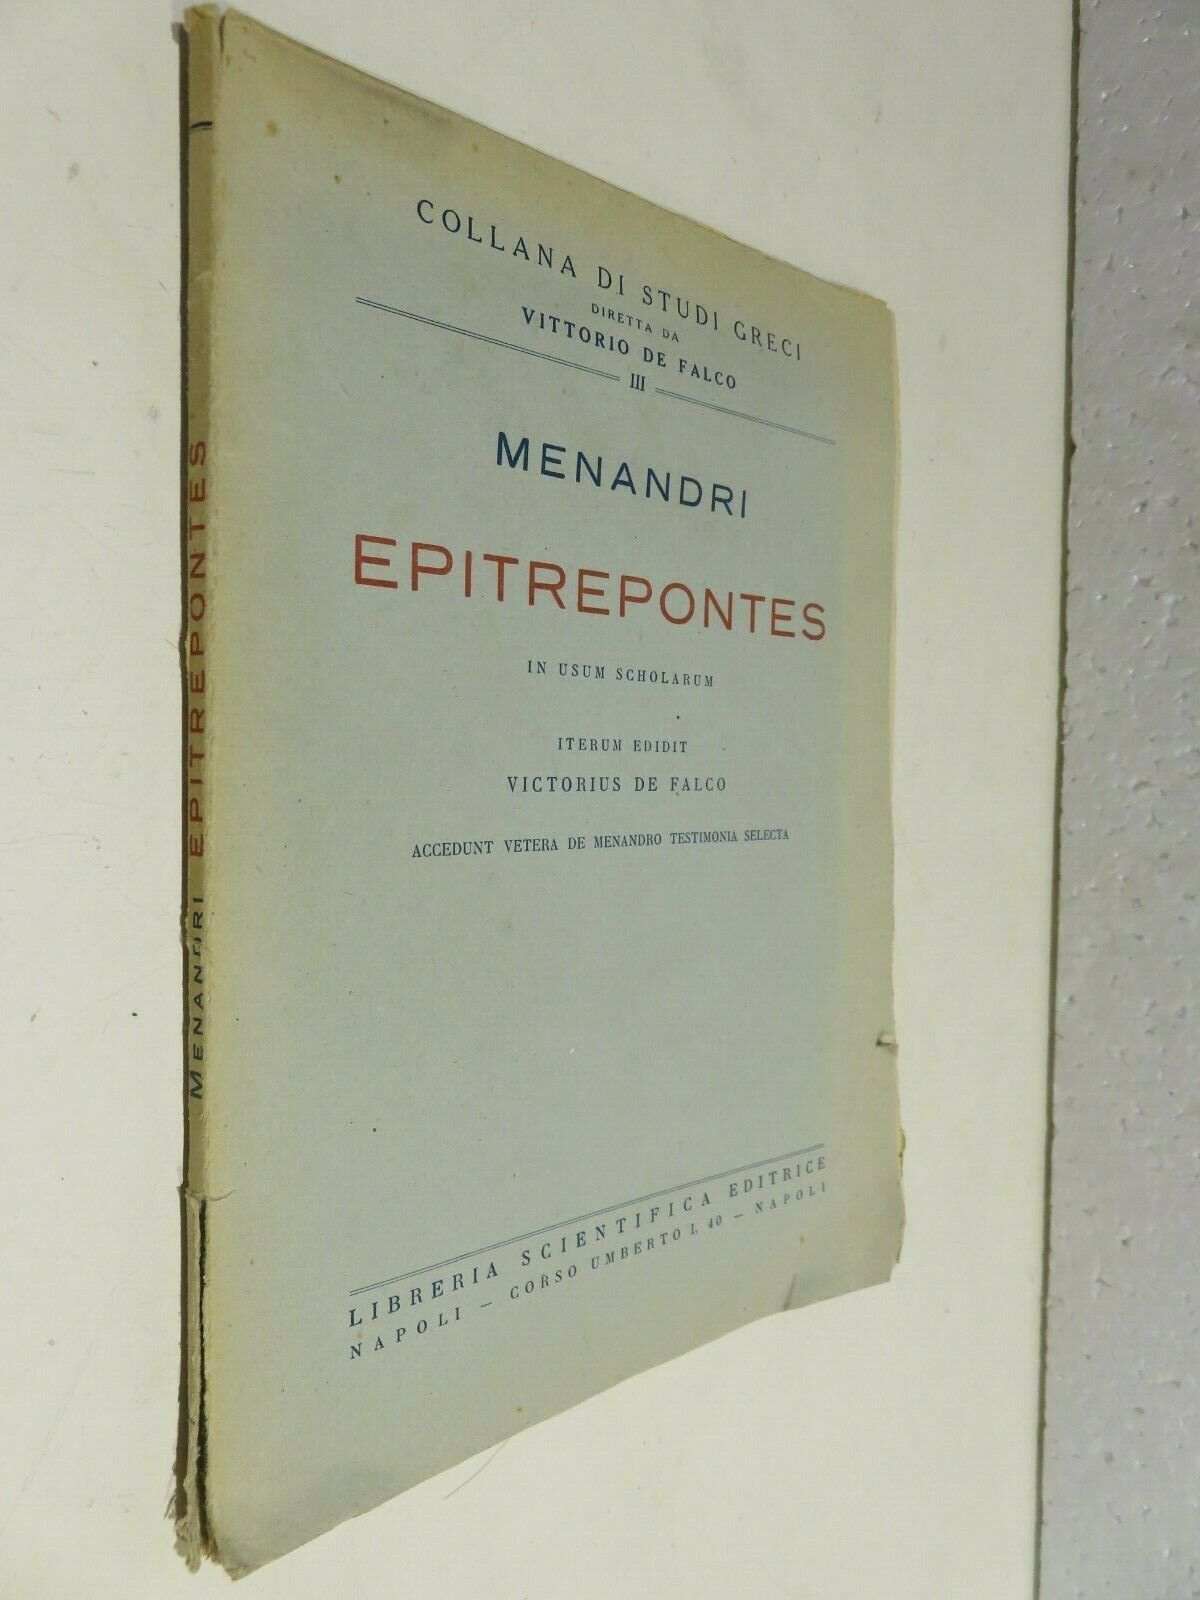 COLLANA DI STUDI GRECI
DIRETTA DA
VITTORIO DE FALCO
III
MENANDRI
EPITREPONTES
IN USUM SCHOLARUM
ITERUM EDIDIT
VICTORIUS DE FALCO
ACCEDUNT VETERA DE MENANDRO TESTIMONIA SELECTA
LIBRERIA SCIENTIFICA EDITRICE
NAPOLI – CORSO UMBERTO I, 40 – NAPOLI
MENANDRI EPITREPONTES